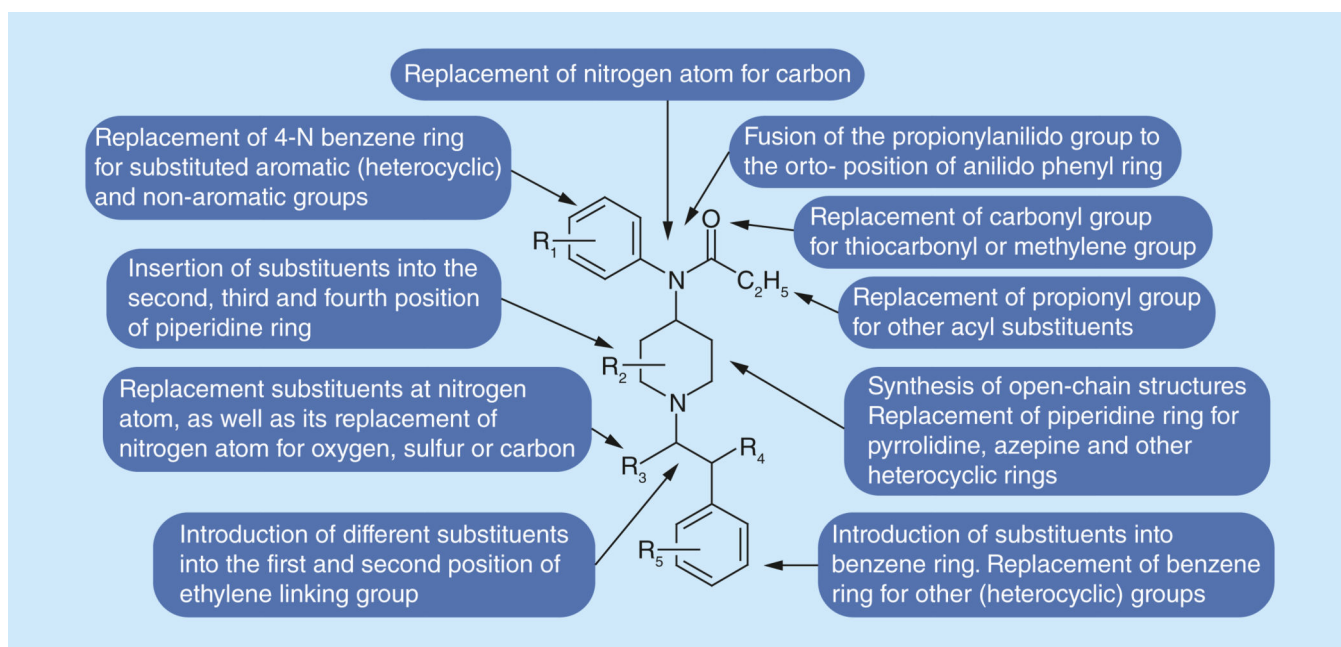 Replacement of nitrogen atom for carbon
Replacement of 4-N benzene ring
for substituted aromatic (heterocyclic)
and non-aromatic groups
Fusion of the propionylanilido group to
the orto- position of anilido phenyl ring
Replacement of carbonyl group
for thiocarbonyl or methylene group
Insertion of substituents into the
second, third and fourth position
of piperidine ring
Replacement of propionyl group
for other acyl substituents
Replacement substituents at nitrogen
atom, as well as its replacement of
nitrogen atom for oxygen, sulfur or carbon
Synthesis of open-chain structures
Replacement of piperidine ring for
pyrrolidine, azepine and other
heterocyclic rings
Introduction of different substituents
into the first and second position of
ethylene linking group
Introduction of substituents into
benzene ring. Replacement of benzene
ring for other (heterocyclic) groups
O
R₁
N
C₂H₅
R₂
N
R₃
R₄
R₅